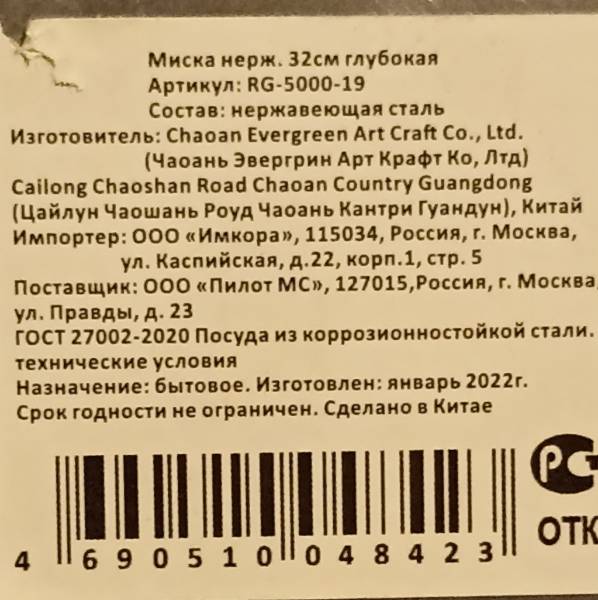 Миска нерж. 32см глубокая
Артикул: RG-5000-19
Состав: нержавеющая сталь
Изготовитель: Chaoan Evergreen Art Craft Co., Ltd.
(Чаоань Эвергрин Арт Крафт Ко, Лтд)
Cailong Chaoshan Road Chaoan Country Guangdong
(Цайлун Чаошань Роуд Чаоань Кантри Гуандун), Китай
Импортер: ООО «Имкора», 115034, Россия, г. Москва,
ул. Каспийская, д.22, корп.1, стр. 5
Поставщик: ООО «Пилот МС», 127015,Россия, г. Москва,
ул. Правды, д. 23
ГОСТ 27002-2020 Посуда из коррозионностойкой стали.
технические условия
Назначение: бытовое. Изготовлен: январь 2022г.
Срок годности не ограничен. Сделано в Китае
РС
ОТК
4 690510 048423